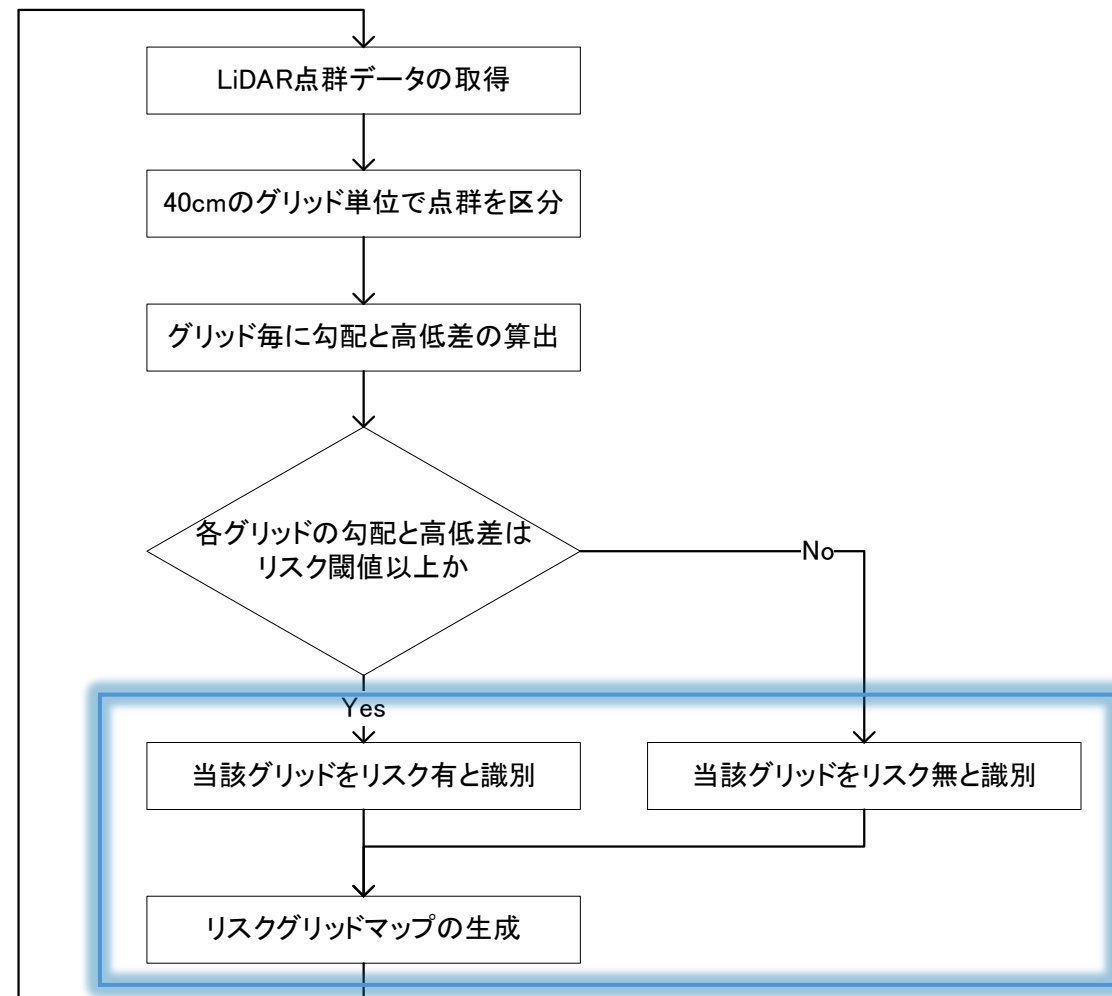 LiDAR点群データの取得
40cmのグリッド単位で点群を区分
グリッド毎に勾配と高低差の算出
各グリッドの勾配と高低差は
リスク閾値以上か
No
Yes
当該グリッドをリスク有と識別
当該グリッドをリスク無と識別
リスクグリッドマップの生成